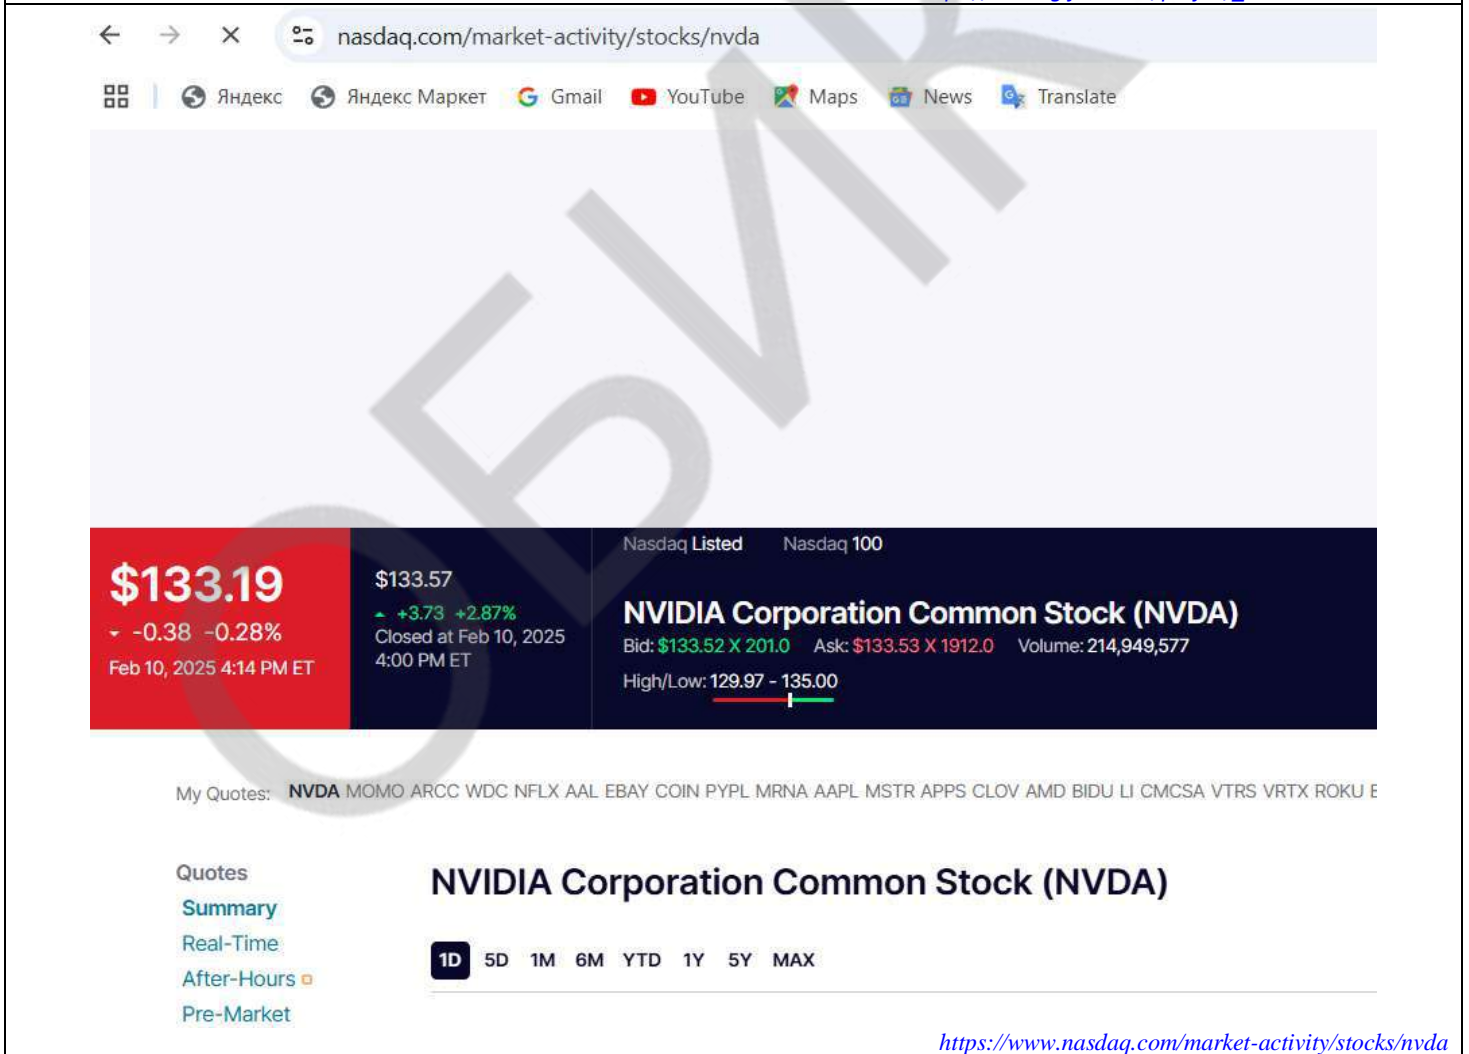 nasdaq.com/market-activity/stocks/nvda
Яндекс Яндекс Маркет Gmail YouTube Maps News Translate
ОБИК
Nasdaq Listed Nasdaq 100
$133.19
-0.38 -0.28%
Feb 10, 2025 4:14 PM ET
$133.57
+3.73 +2.87%
Closed at Feb 10, 2025
4:00 PM ET
NVIDIA Corporation Common Stock (NVDA)
Bid: $133.52 X 201.0 Ask: $133.53 X 1912.0 Volume: 214,949,577
High/Low: 129.97 - 135.00
My Quotes: NVDA MOMO ARCC WDC NFLX AAL EBAY COIN PYPL MRNA AAPL MSTR APPS CLOV AMD BIDU LI CMCSA VTRS VRTX ROKU
Quotes
Summary
Real-Time
After-Hours
Pre-Market
NVIDIA Corporation Common Stock (NVDA)
1D 5D 1M 6M YTD 1Y 5Y MAX
https://www.nasdaq.com/market-activity/stocks/nvda